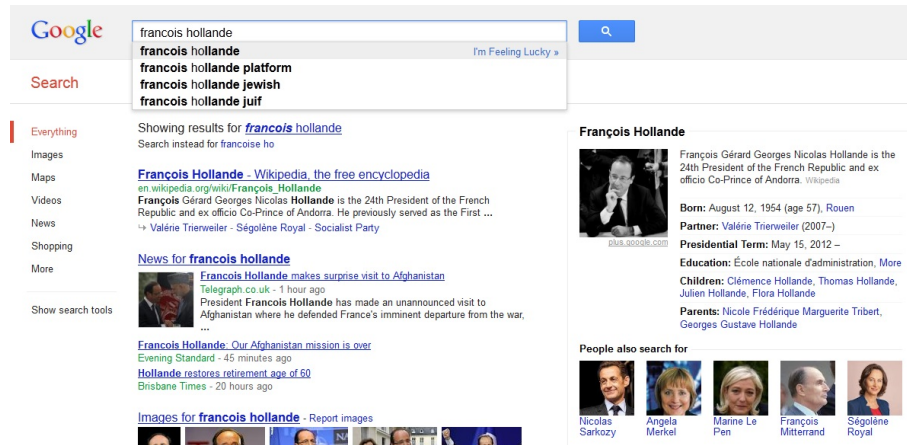 Google
francois hollande
francois hollande
I'm Feeling Lucky »
francois hollande platform
francois hollande jewish
francois hollande juif
Search
Everything
Images
Maps
Videos
News
Shopping
More
Show search tools
Showing results for francois hollande
Search instead for francoise ho
François Hollande - Wikipedia, the free encyclopedia
en.wikipedia.org/wiki/François_Hollande
François Gérard Georges Nicolas Hollande is the 24th President of the French
Republic and ex officio Co-Prince of Andorra. He previously served as the First ...
↪ Valérie Trierweiler - Ségolène Royal - Socialist Party
News for francois hollande
Francois Hollande makes surprise visit to Afghanistan
Telegraph.co.uk - 1 hour ago
President Francois Hollande has made an unannounced visit to
Afghanistan where he defended France's imminent departure from the war,
...
Francois Hollande: Our Afghanistan mission is over
Evening Standard - 45 minutes ago
Hollande restores retirement age of 60
Brisbane Times - 20 hours ago
Images for francois hollande - Report images
François Hollande
plus.google.com
François Gérard Georges Nicolas Hollande is the
24th President of the French Republic and ex
officio Co-Prince of Andorra. Wikipedia
Born: August 12, 1954 (age 57), Rouen
Partner: Valérie Trierweiler (2007–)
Presidential Term: May 15, 2012 –
Education: École nationale d'administration, More
Children: Clémence Hollande, Thomas Hollande,
Julien Hollande, Flora Hollande
Parents: Nicole Frédérique Marguerite Tribert,
Georges Gustave Hollande
People also search for
Nicolas Sarkozy
Angela Merkel
Marine Le Pen
François Mitterrand
Ségolène Royal